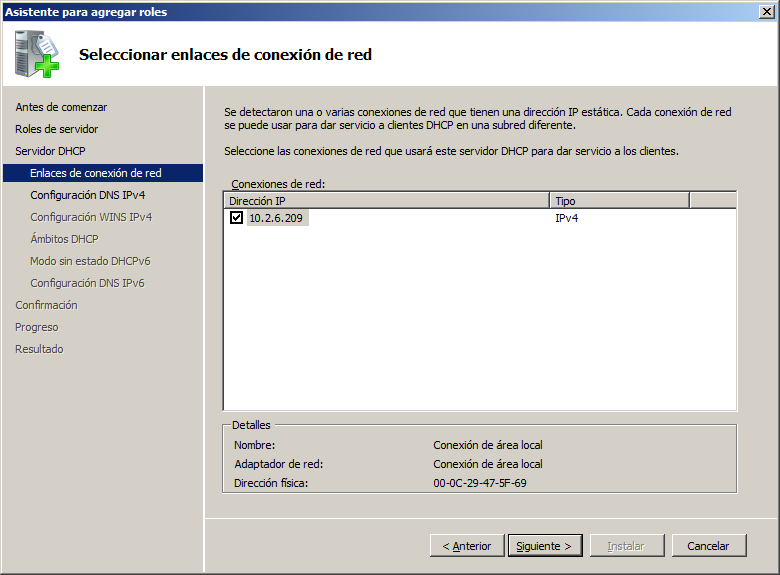 Asistente para agregar roles
Seleccionar enlaces de conexión de red
Antes de comenzar
Roles de servidor
Servidor DHCP
Enlaces de conexión de red
Configuración DNS IPv4
Configuración WINS IPv4
Ámbitos DHCP
Modo sin estado DHCPv6
Configuración DNS IPv6
Confirmación
Progreso
Resultado
Se detectaron una o varias conexiones de red que tienen una dirección IP estática. Cada conexión de red
se puede usar para dar servicio a clientes DHCP en una subred diferente.
Seleccione las conexiones de red que usará este servidor DHCP para dar servicio a los clientes.
Conexiones de red:
Dirección IP Tipo
10.2.6.209 IPv4
Detalles
Nombre: Conexión de área local
Adaptador de red: Conexión de área local
Dirección física: 00-0C-29-47-5F-69
< Anterior Siguiente > Instalar Cancelar